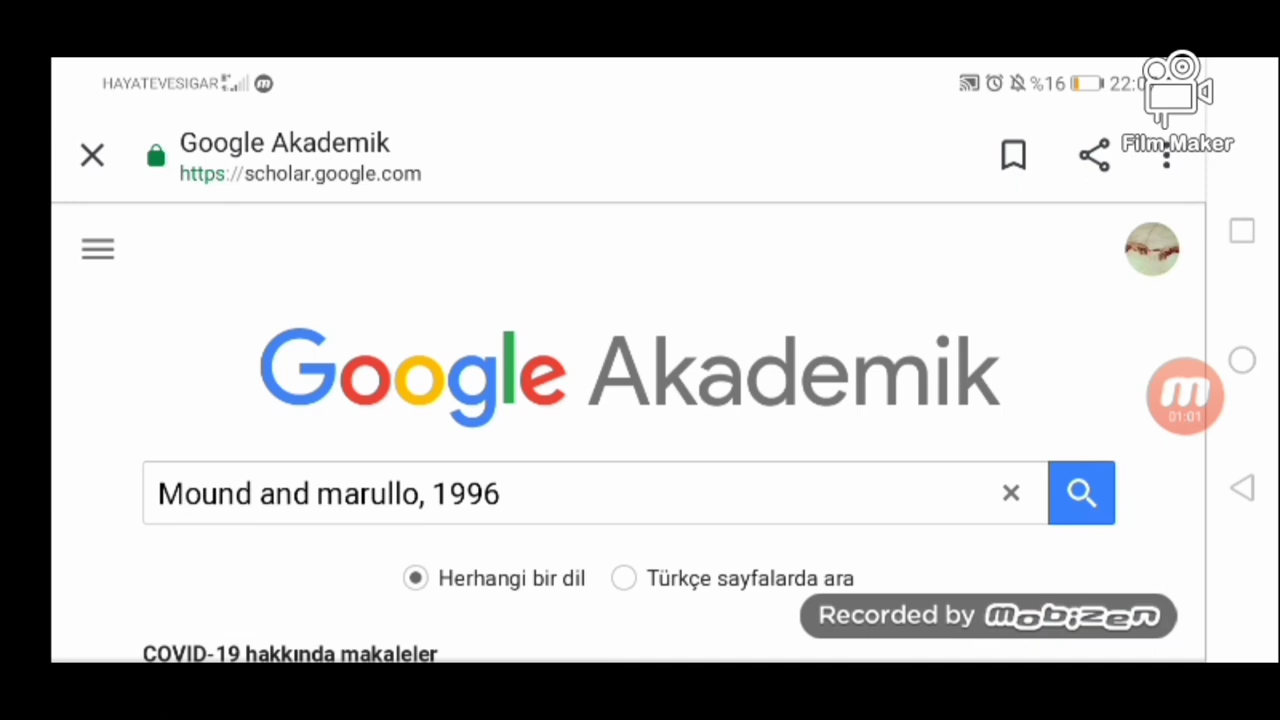 HAYATEVESIGAR
%16
Film Maker
Google Akademik
https://scholar.google.com
Google Akademik
m
01:01
Mound and marullo, 1996
Herhangi bir dil
Türkçe sayfalarda ara
Recorded by mobizen
COVID-19 hakkında makaleler